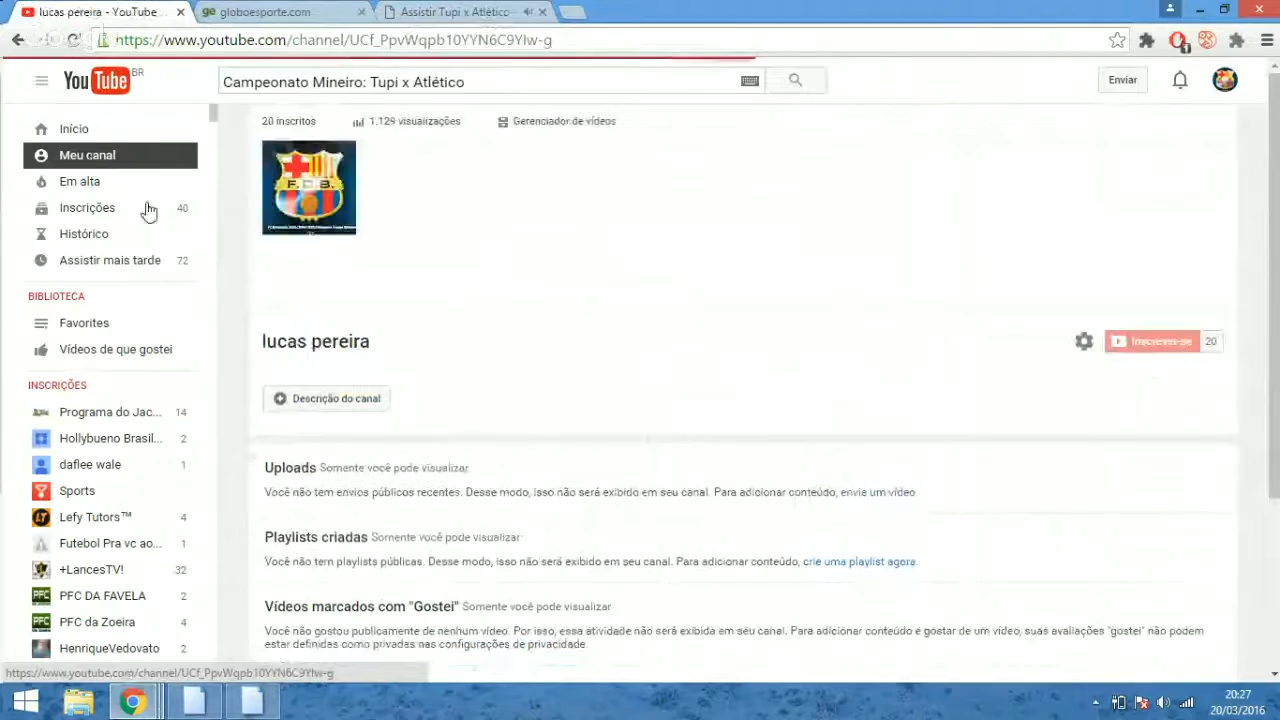 lucas pereira - YouTube
globoesporte.com
Assistir Tupi x Atlético
https://www.youtube.com/channel/UCf_PpvWqpb10YYN6C9YIw-g
YouTube BR
Campeonato Mineiro: Tupi x Atlético
Enviar
Início
Meu canal
Em alta
Inscrições 40
Histórico
Assistir mais tarde 72
BIBLIOTECA
Favorites
Vídeos de que gostei
INSCRIÇÕES
Programa do Jac... 14
Hollybueno Brasil... 2
daflee wale 1
Sports
Lefy Tutors™ 4
Futebol Pra vc ao... 1
+LancesTV! 32
PFC DA FAVELA 2
PFC da Zoeira 4
HenriqueVedovato 2
20 inscritos 1.129 visualizações Gerenciador de vídeos
F.C.B.
lucas pereira
Inscrever-se 20
Descrição do canal
Uploads Somente você pode visualizar
Você não tem envios públicos recentes. Desse modo, isso não será exibido em seu canal. Para adicionar conteúdo, envie um vídeo
Playlists criadas Somente você pode visualizar
Você não tem playlists públicas. Desse modo, isso não será exibido em seu canal. Para adicionar conteúdo, crie uma playlist agora.
Vídeos marcados com "Gostei" Somente você pode visualizar
Você não gostou publicamente de nenhum vídeo. Por isso, essa atividade não será exibida em seu canal. Para adicionar conteúdo e gostar de um vídeo, suas avaliações "gostei" não podem
estar definidas como privadas nas configurações de privacidade.
https://www.youtube.com/channel/UCf_PpvWqpb10YYN6C9YIw-g
20:27
20/03/2016